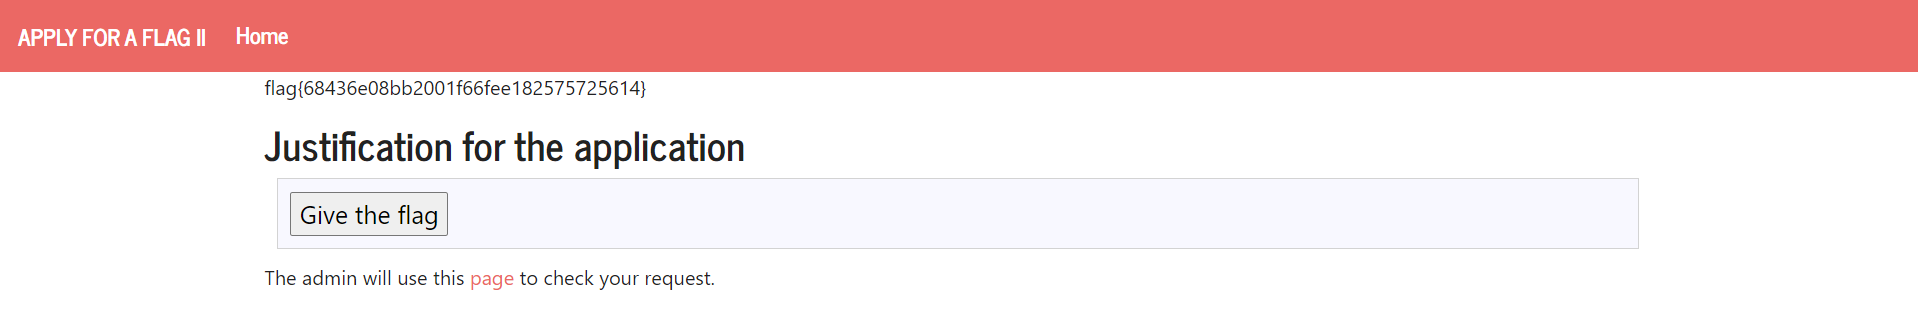 APPLY FOR A FLAG II Home
flag{68436e08bb2001f66fee182575725614}
Justification for the application
Give the flag
The admin will use this page to check your request.